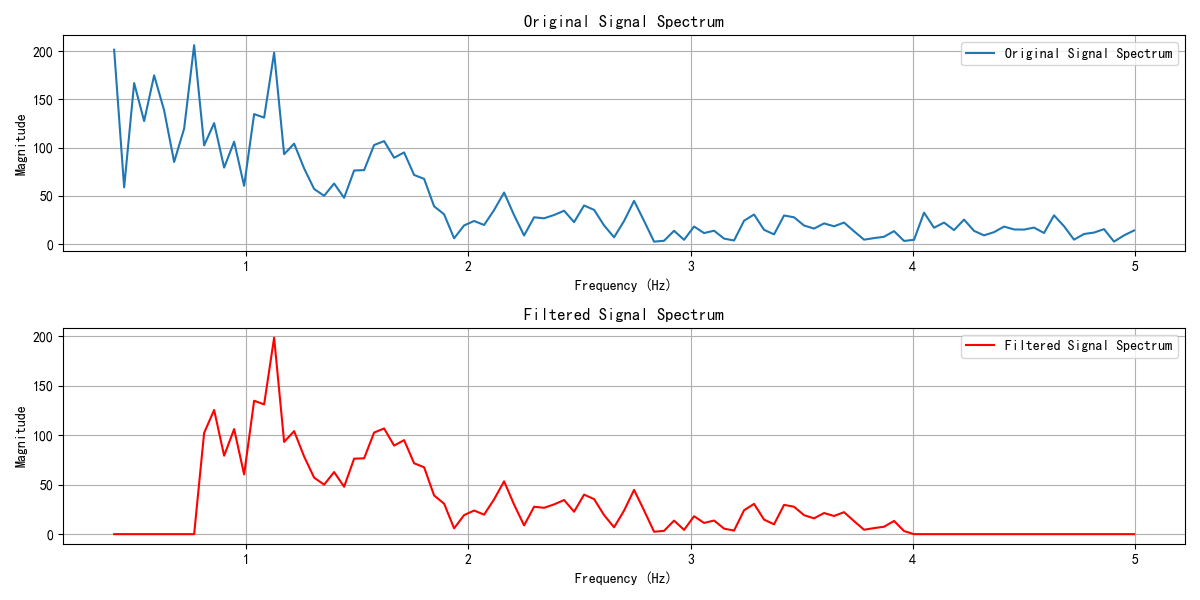 Original Signal Spectrum
Original Signal Spectrum
Magnitude
200
150
100
50
0
1
2
3
4
5
Frequency (Hz)
Filtered Signal Spectrum
Filtered Signal Spectrum
Magnitude
200
150
100
50
0
1
2
3
4
5
Frequency (Hz)